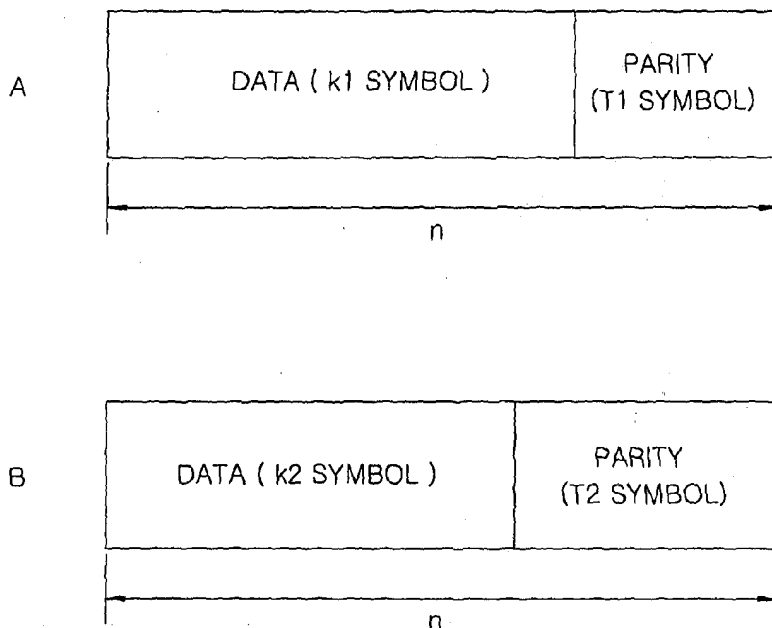 A
DATA ( k1 SYMBOL )
PARITY
(T1 SYMBOL)
n
B
DATA ( k2 SYMBOL )
PARITY
(T2 SYMBOL)
n